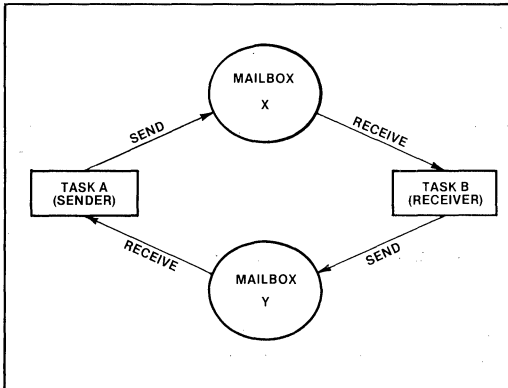 MAILBOX
X
SEND
RECEIVE
TASK A
(SENDER)
TASK B
(RECEIVER)
RECEIVE
SEND
MAILBOX
Y